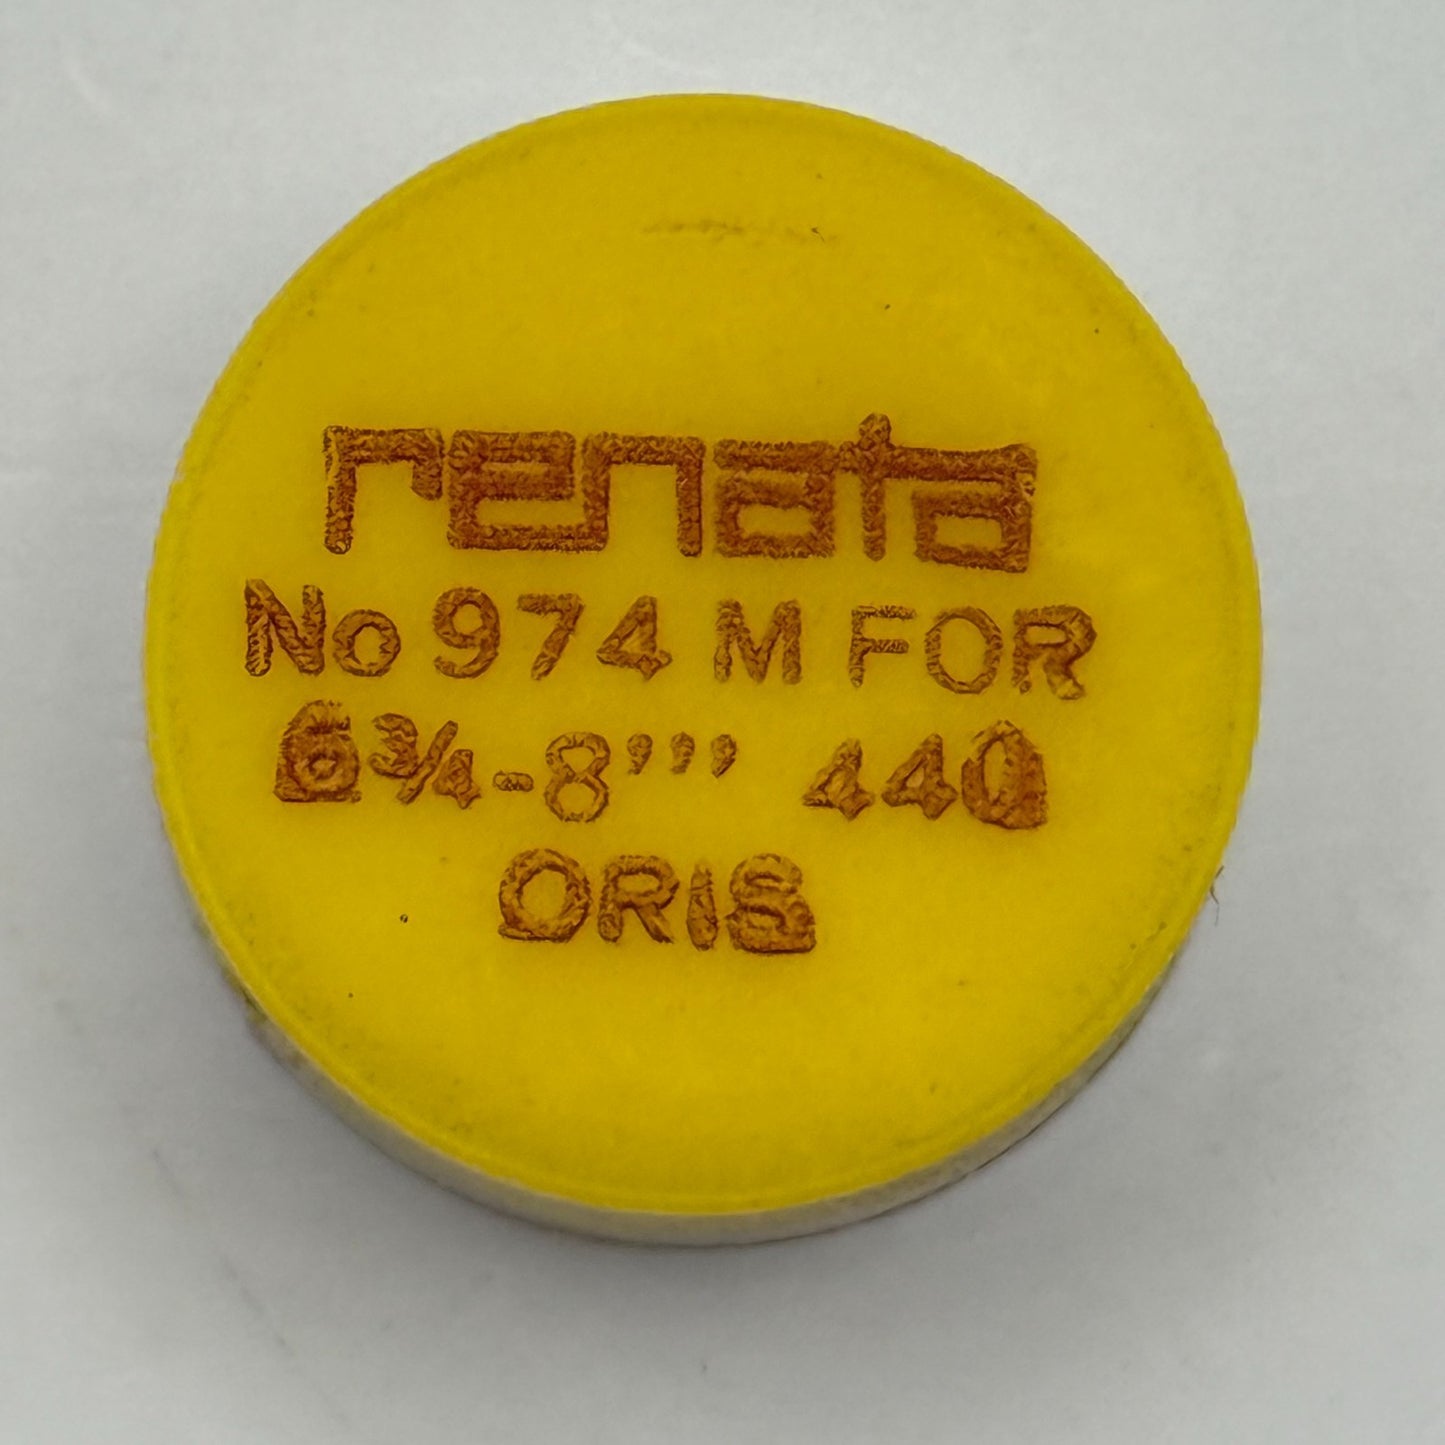 renata
No 974 M FOR
6¾-8''' 440
ORIS